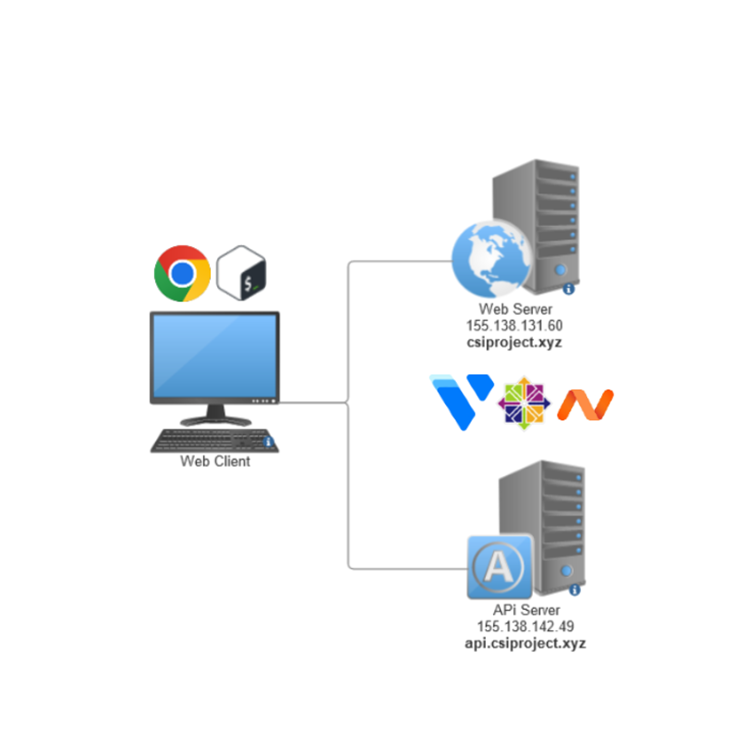 Web Client
Web Server
155.138.131.60
csiproject.xyz
A
APi Server
155.138.142.49
api.csiproject.xyz